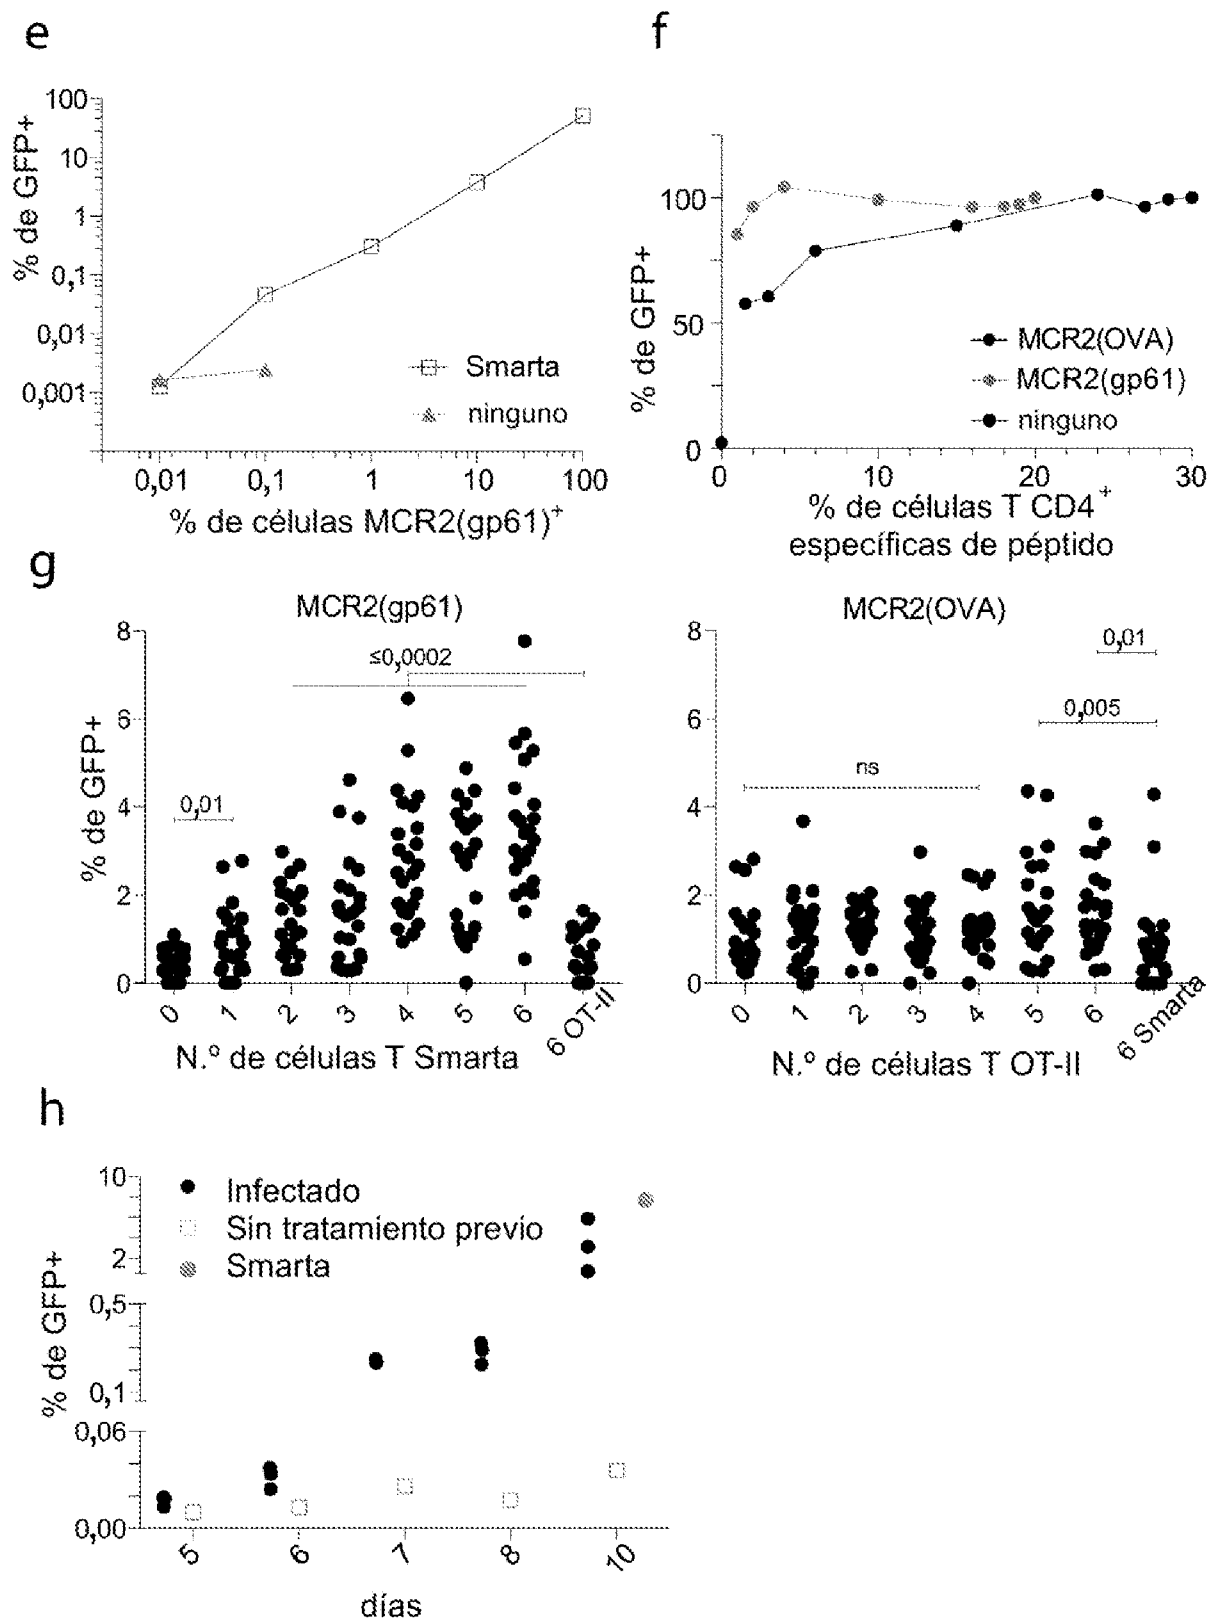 e
% de GFP+
100
10
1
0,1
0,01
0,001
Smarta
ninguno
0,01 0,1 1 10 100
% de células MCR2(gp61)+
f
% de GFP+
100
50
0
MCR2(OVA)
MCR2(gp61)
ninguno
0 10 20 30
% de células T CD4+
específicas de péptido
g
MCR2(gp61)
% de GFP+
8
6
4
2
0
≤0,0002
0,01
0 1 2 3 4 5 6 6 OT-II
N.º de células T Smarta
MCR2(OVA)
8
6
4
2
0
0,01
0,005
ns
0 1 2 3 4 5 6 6 Smarta
N.º de células T OT-II
h
% de GFP+
10
2
0,5
0,1
0,06
0,00
Infectado
Sin tratamiento previo
Smarta
5 6 7 8 10
días